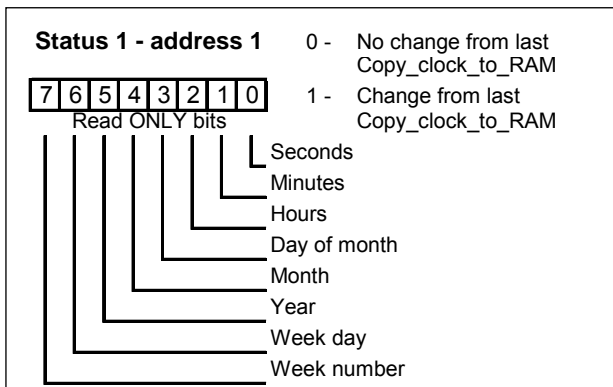 Status 1 - address 1
0 - No change from last
Copy_clock_to_RAM
1 - Change from last
Copy_clock_to_RAM
7 6 5 4 3 2 1 0
Read ONLY bits
Seconds
Minutes
Hours
Day of month
Month
Year
Week day
Week number